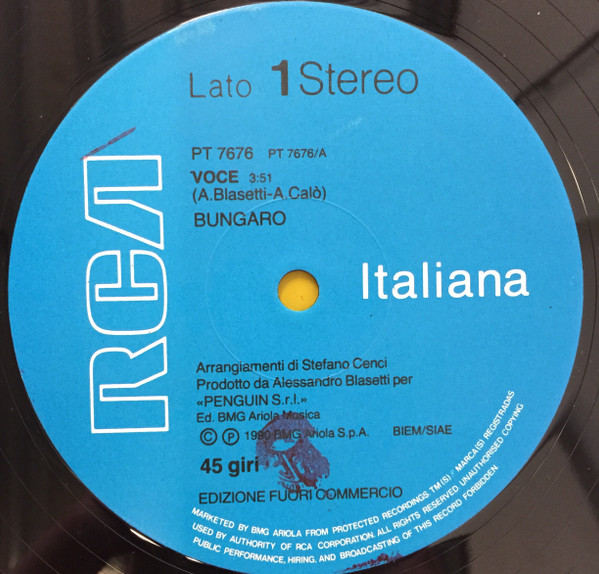 Lato 1 Stereo
RCA
PT 7676 PT 7676/A
VOCE 3:51
(A.Blasetti-A.Calò)
BUNGARO
Italiana
Arrangiamenti di Stefano Cenci
Prodotto da Alessandro Blasetti per
«PENGUIN S.r.l.»
Ed. BMG Ariola Musica
© ℗ 1990 BMG Ariola S.p.A. BIEM/SIAE
45 giri
EDIZIONE FUORI COMMERCIO
MARKETED BY BMG ARIOLA FROM PROTECTED RECORDINGS. TM(S) ® MARCA(S) REGISTRADAS
USED BY AUTHORITY OF RCA CORPORATION. ALL RIGHTS RESERVED. UNAUTHORISED COPYING
PUBLIC PERFORMANCE, HIRING, AND BROADCASTING OF THIS RECORD FORBIDDEN.